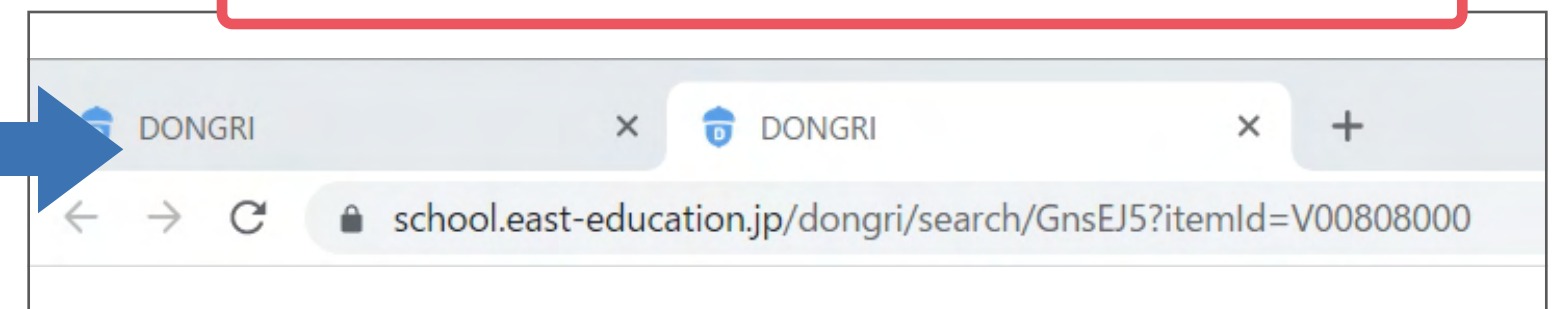 DONGRI
D DONGRI
school.east-education.jp/dongri/search/GnsEJ5?itemId=V00808000